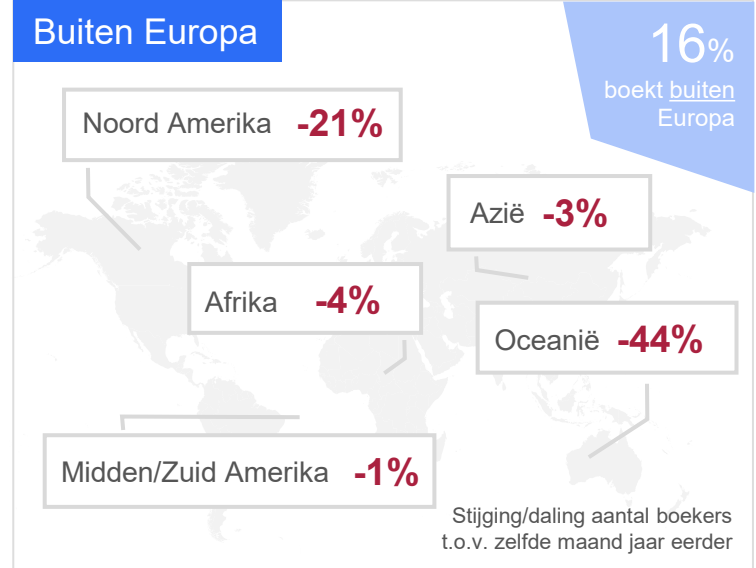 Buiten Europa
16%
boekt buiten
Europa
Noord Amerika -21%
Azië -3%
Afrika -4%
Oceanië -44%
Midden/Zuid Amerika -1%
Stijging/daling aantal boekers
t.o.v. zelfde maand jaar eerder